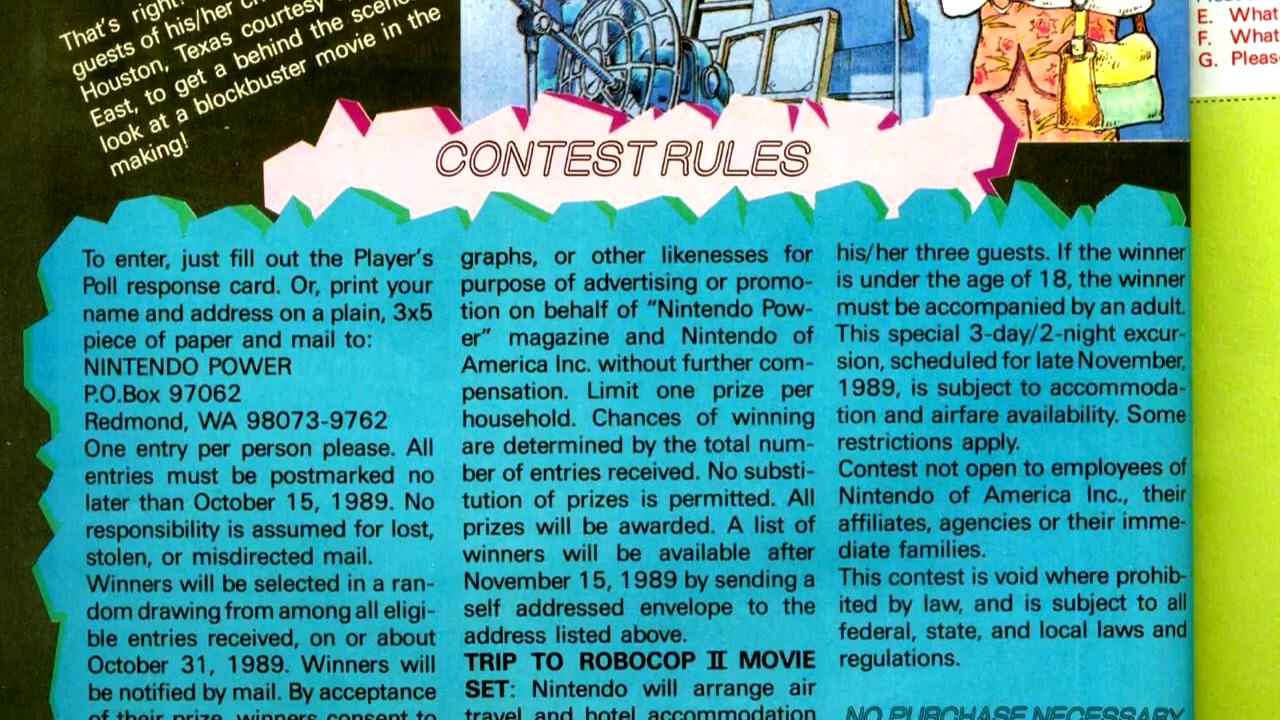 That's right!
guests of his/her
Houston, Texas courtesy
East, to get a behind the scenes
look at a blockbuster movie in the
making!
E. What
F. What
G. Please
CONTEST RULES
To enter, just fill out the Player's
Poll response card. Or, print your
name and address on a plain, 3x5
piece of paper and mail to:
NINTENDO POWER
P.O.Box 97062
Redmond, WA 98073-9762
One entry per person please. All
entries must be postmarked no
later than October 15, 1989. No
responsibility is assumed for lost,
stolen, or misdirected mail.
Winners will be selected in a ran-
dom drawing from among all eligi-
ble entries received, on or about
October 31, 1989. Winners will
be notified by mail. By acceptance
of their prize, winners consent to
graphs, or other likenesses for
purpose of advertising or promo-
tion on behalf of "Nintendo Pow-
er" magazine and Nintendo of
America Inc. without further com-
pensation. Limit one prize per
household. Chances of winning
are determined by the total num-
ber of entries received. No substi-
tution of prizes is permitted. All
prizes will be awarded. A list of
winners will be available after
November 15, 1989 by sending a
self addressed envelope to the
address listed above.
TRIP TO ROBOCOP II MOVIE
SET: Nintendo will arrange air
travel and hotel accommodation
his/her three guests. If the winner
is under the age of 18, the winner
must be accompanied by an adult.
This special 3-day/2-night excur-
sion, scheduled for late November,
1989, is subject to accommoda-
tion and airfare availability. Some
restrictions apply.
Contest not open to employees of
Nintendo of America Inc., their
affiliates, agencies or their imme-
diate families.
This contest is void where prohib-
ited by law, and is subject to all
federal, state, and local laws and
regulations.
NO PURCHASE NECESSARY